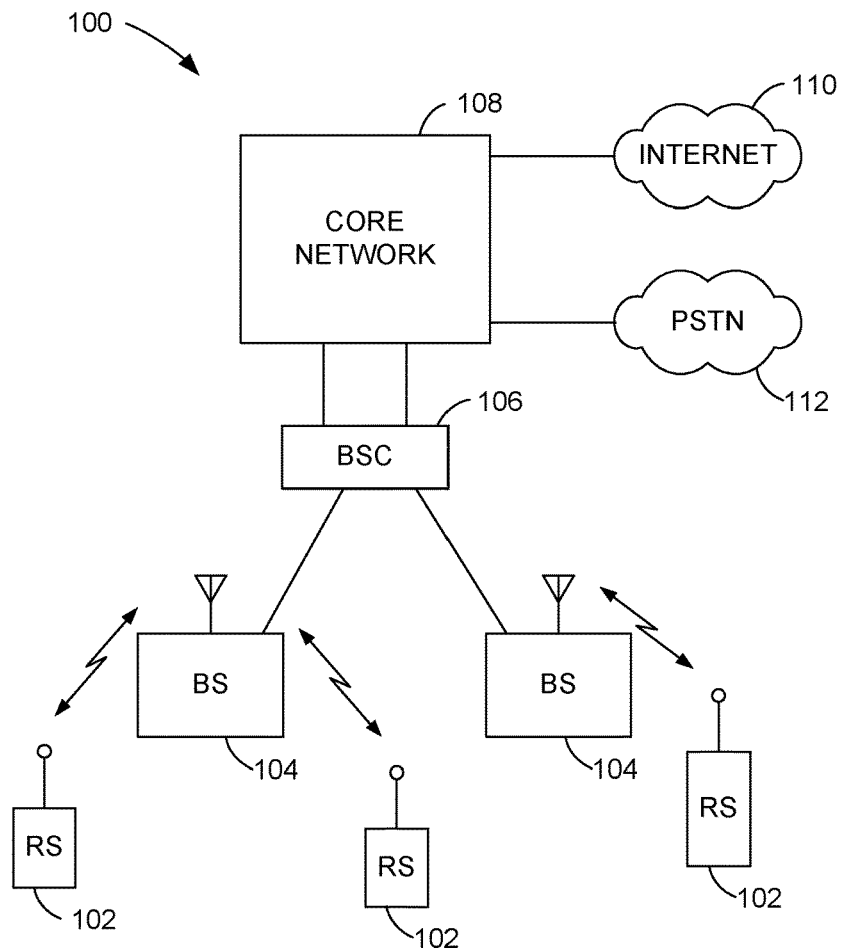 100
108
110
INTERNET
CORE
NETWORK
PSTN
112
106
BSC
BS
BS
104
104
RS
RS
RS
102
102
102